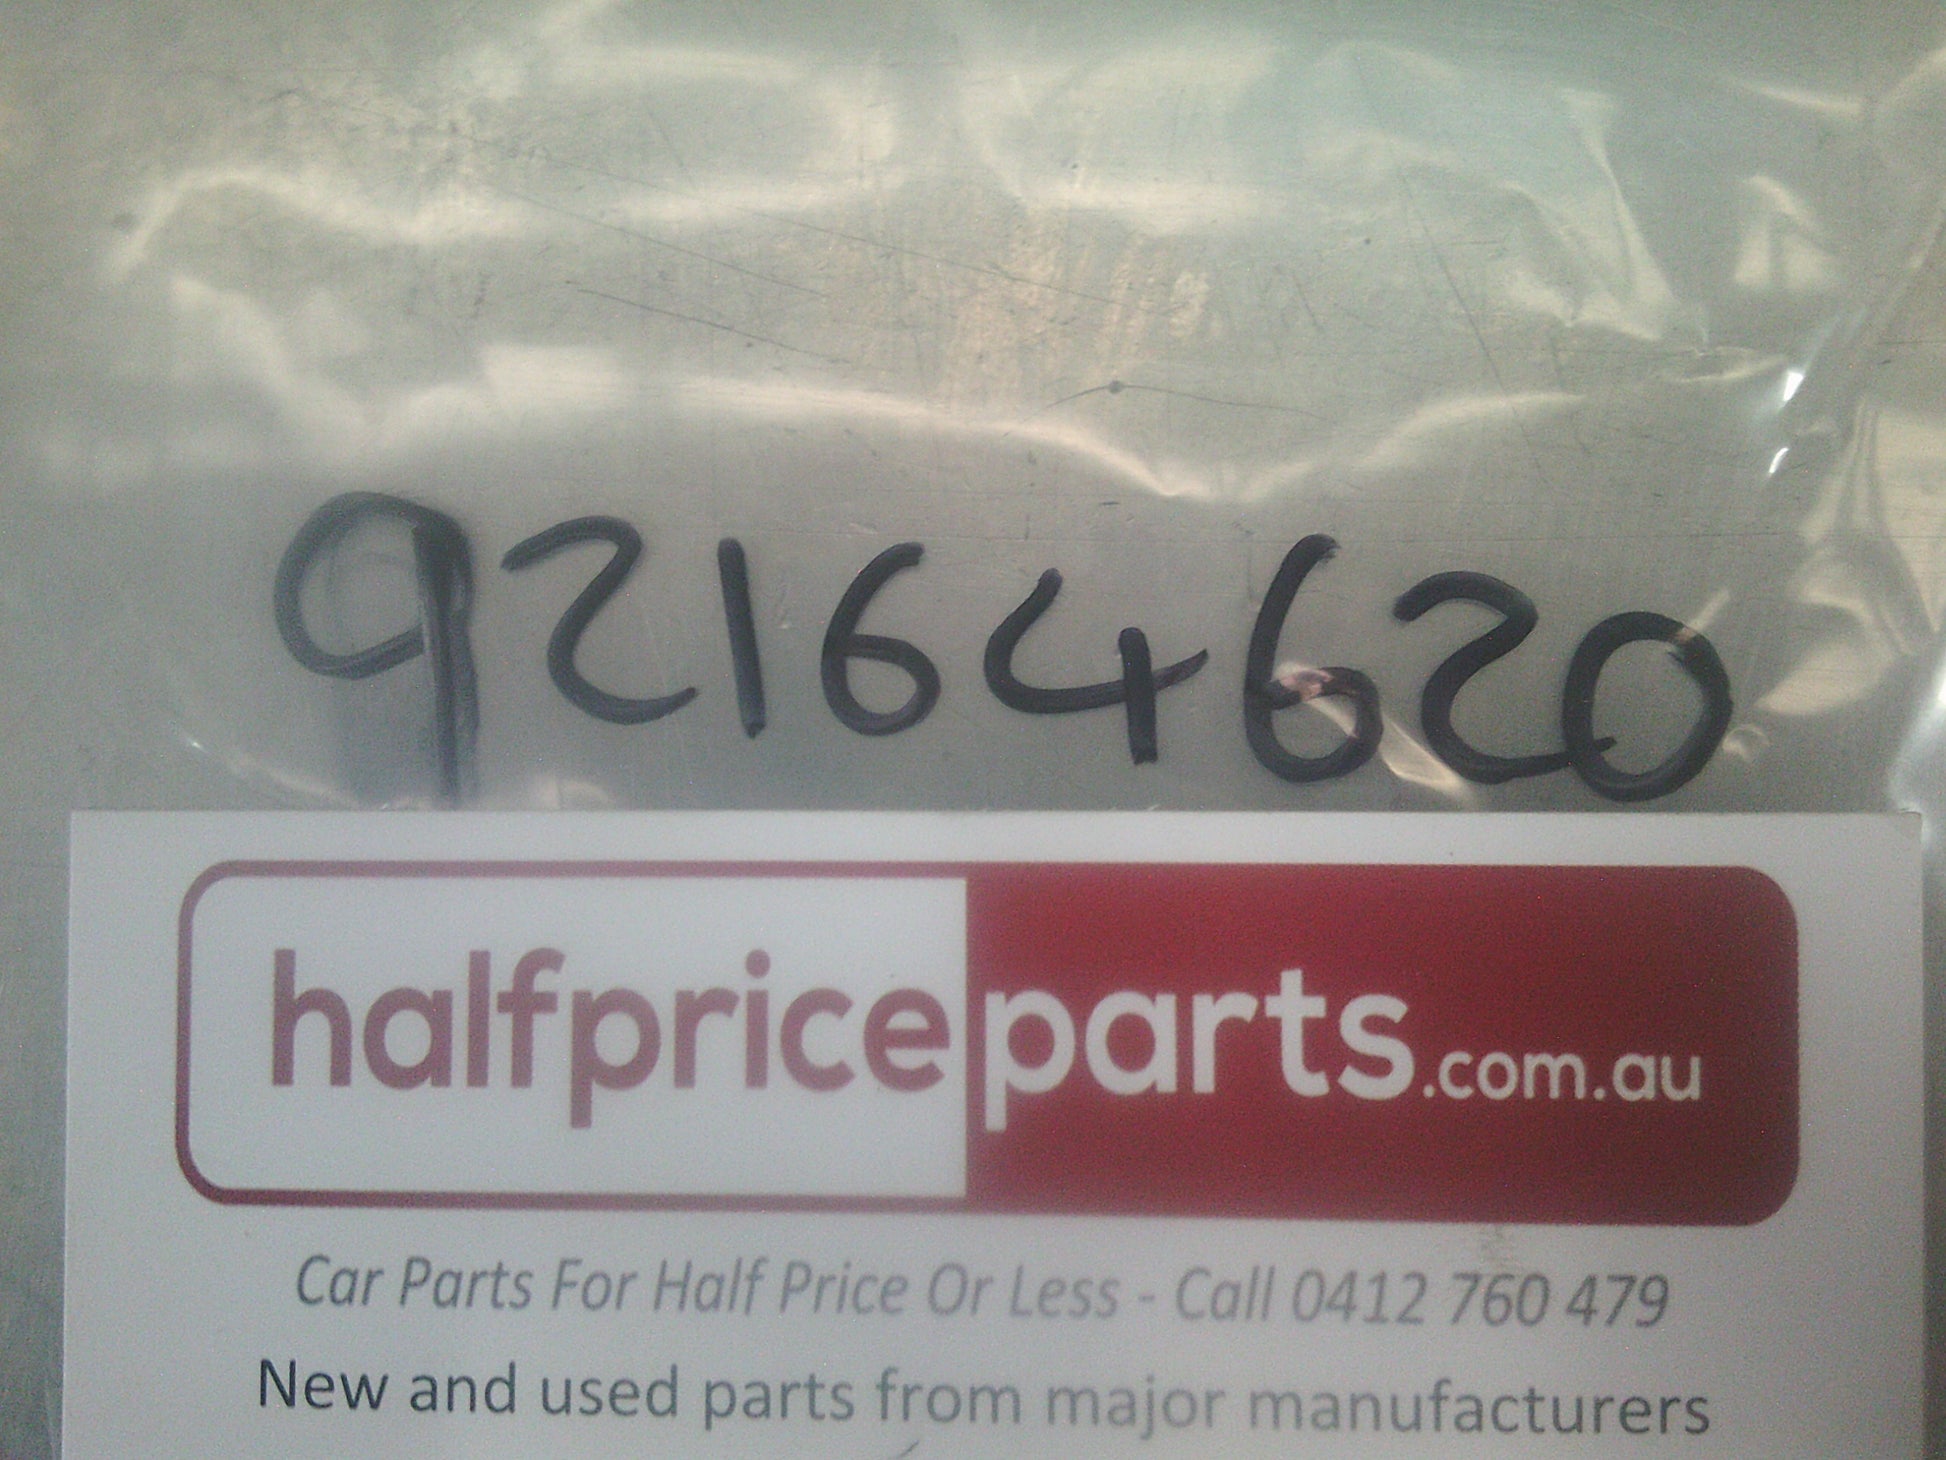 92164620
halfpriceparts.com.au
Car Parts For Half Price Or Less - Call 0412 760 479
New and used parts from major manufacturers